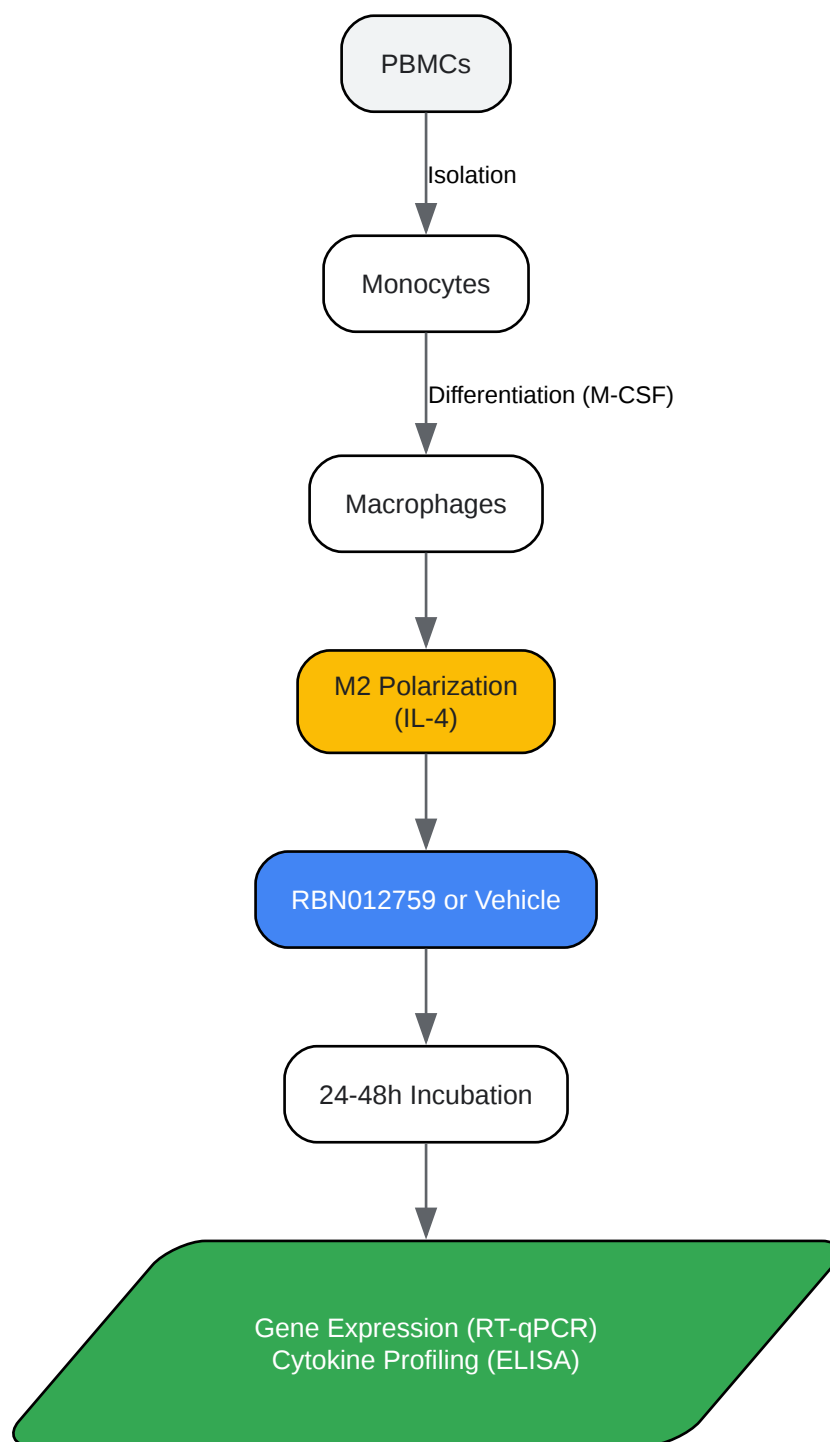 PBMCs
Isolation
Monocytes
Differentiation (M-CSF)
Macrophages
M2 Polarization
(IL-4)
RBN012759 or Vehicle
24-48h Incubation
Gene Expression (RT-qPCR)
Cytokine Profiling (ELISA)